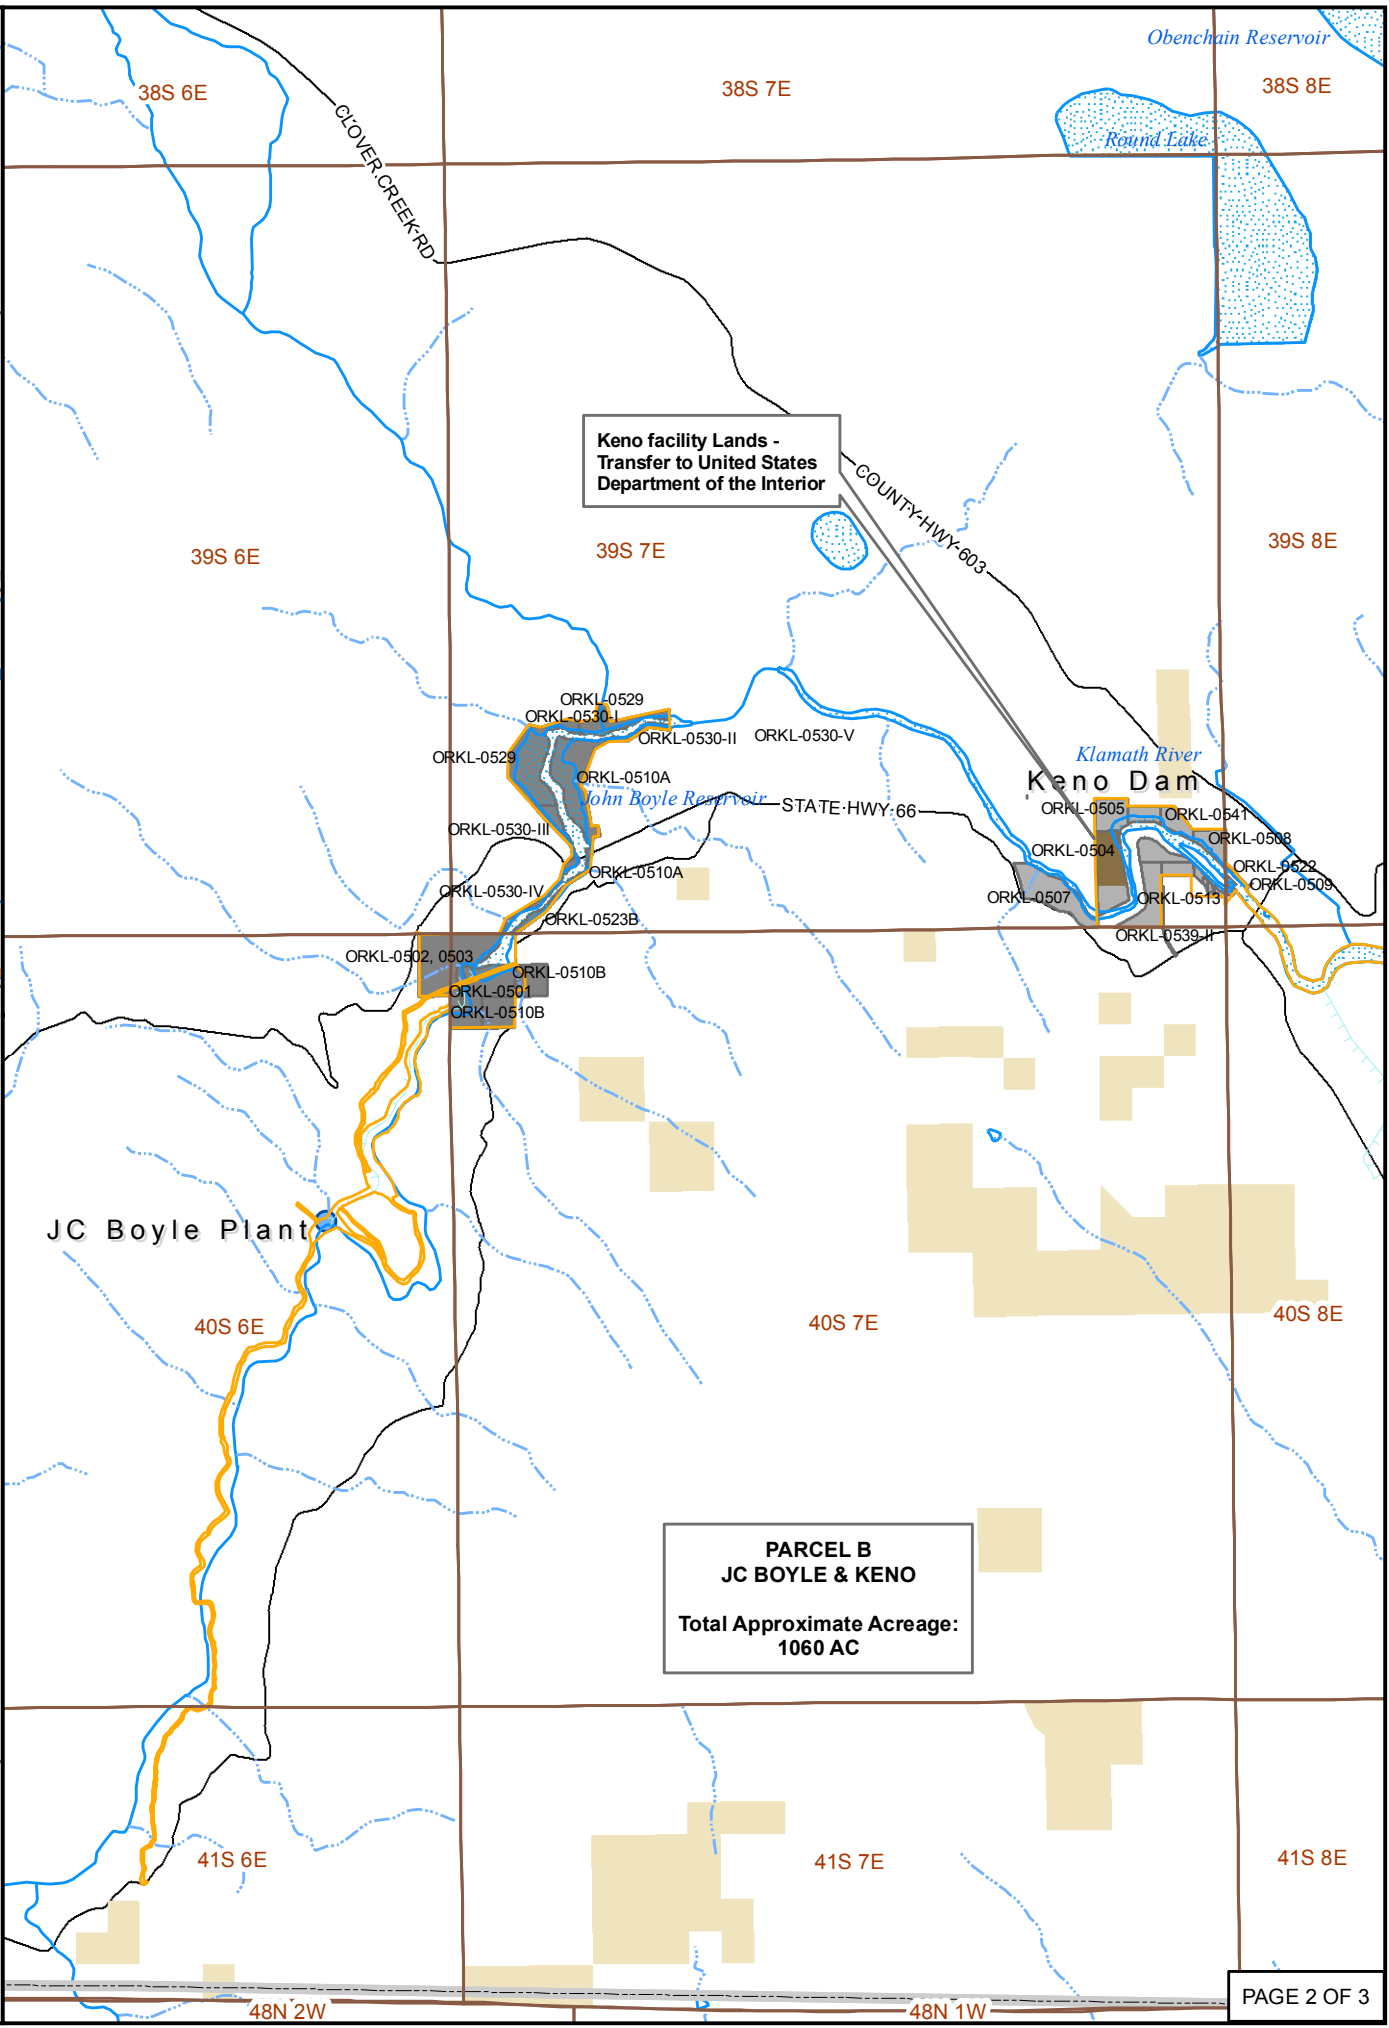 Obenchain Reservoir
38S 6E
38S 7E
38S 8E
Round Lake
CLOVER CREEK RD
Keno facility Lands -
Transfer to United States
Department of the Interior
COUNTY HWY 603
39S 6E
39S 7E
39S 8E
ORKL-0529
ORKL-0530-I
ORKL-0530-II
ORKL-0530-V
ORKL-0529
Klamath River
ORKL-0510A
Keno Dam
John Boyle Reservoir
STATE HWY 66
ORKL-0505
ORKL-0541
ORKL-0530-III
ORKL-0508
ORKL-0504
ORKL-0522
ORKL-0510A
ORKL-0509
ORKL-0530-IV
ORKL-0507
ORKL-0513
ORKL-0523B
ORKL-0539-II
ORKL-0502, 0503
ORKL-0510B
ORKL-0501
ORKL-0510B
JC Boyle Plant
40S 6E
40S 7E
40S 8E
PARCEL B
JC BOYLE & KENO
Total Approximate Acreage:
1060 AC
41S 6E
41S 7E
41S 8E
48N 2W
48N 1W
PAGE 2 OF 3